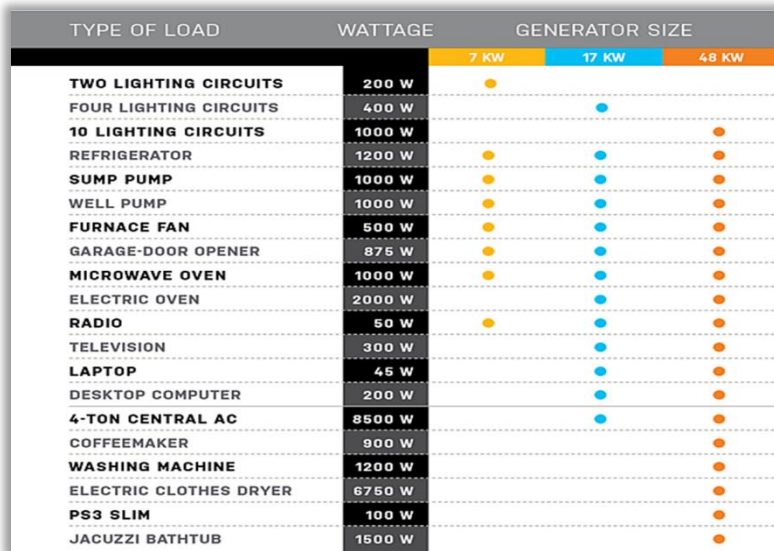 TYPE OF LOAD WATTAGE GENERATOR SIZE
7 KW 17 KW 48 KW
TWO LIGHTING CIRCUITS 200 W
FOUR LIGHTING CIRCUITS 400 W
10 LIGHTING CIRCUITS 1000 W
REFRIGERATOR 1200 W
SUMP PUMP 1000 W
WELL PUMP 1000 W
FURNACE FAN 500 W
GARAGE-DOOR OPENER 875 W
MICROWAVE OVEN 1000 W
ELECTRIC OVEN 2000 W
RADIO 50 W
TELEVISION 300 W
LAPTOP 45 W
DESKTOP COMPUTER 200 W
4-TON CENTRAL AC 8500 W
COFFEEMAKER 900 W
WASHING MACHINE 1200 W
ELECTRIC CLOTHES DRYER 6750 W
PS3 SLIM 100 W
JACUZZI BATHTUB 1500 W